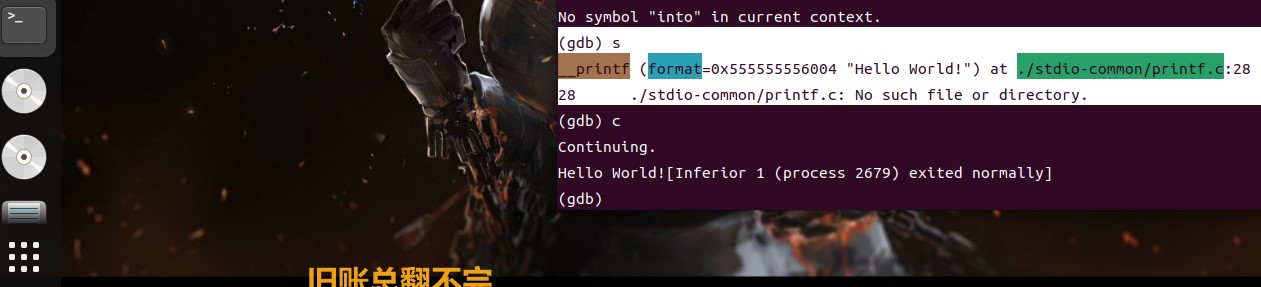 >_
No symbol "into" in current context.
(gdb) s
__printf (format=0x555555556004 "Hello World!") at ./stdio-common/printf.c:28
28      ./stdio-common/printf.c: No such file or directory.
(gdb) c
Continuing.
Hello World![Inferior 1 (process 2679) exited normally]
(gdb)
旧账总翻不完